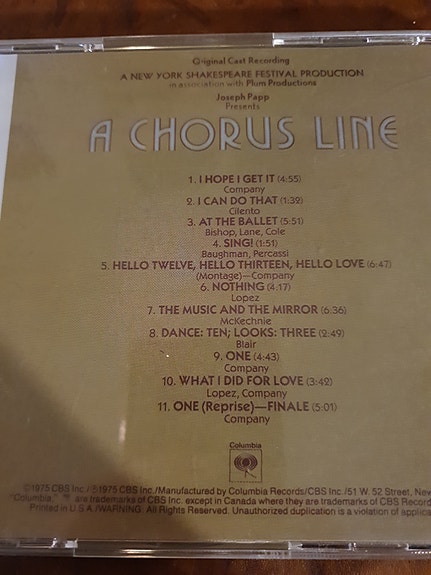 Original Cast Recording
A NEW YORK SHAKESPEARE FESTIVAL PRODUCTION
in association with Plum Productions
Joseph Papp
Presents
A CHORUS LINE
1. I HOPE I GET IT (4:55)
Company
2. I CAN DO THAT (1:32)
Cilento
3. AT THE BALLET (5:51)
Bishop, Lane, Cole
4. SING! (1:51)
Baughman, Percassi
5. HELLO TWELVE, HELLO THIRTEEN, HELLO LOVE (6:47)
(Montage)—Company
6. NOTHING (4:17)
Lopez
7. THE MUSIC AND THE MIRROR (6:36)
McKechnie
8. DANCE: TEN; LOOKS: THREE (2:49)
Blair
9. ONE (4:43)
Company
10. WHAT I DID FOR LOVE (3:42)
Lopez, Company
11. ONE (Reprise)—FINALE (5:01)
Company
Columbia
©1975 CBS Inc./℗1975 CBS Inc./Manufactured by Columbia Records/CBS Inc./51 W. 52 Street, New
"Columbia," ™ are trademarks of CBS Inc. except in Canada where they are trademarks of CBS Record
Printed in U.S.A./WARNING: All Rights Reserved. Unauthorized duplication is a violation of applica